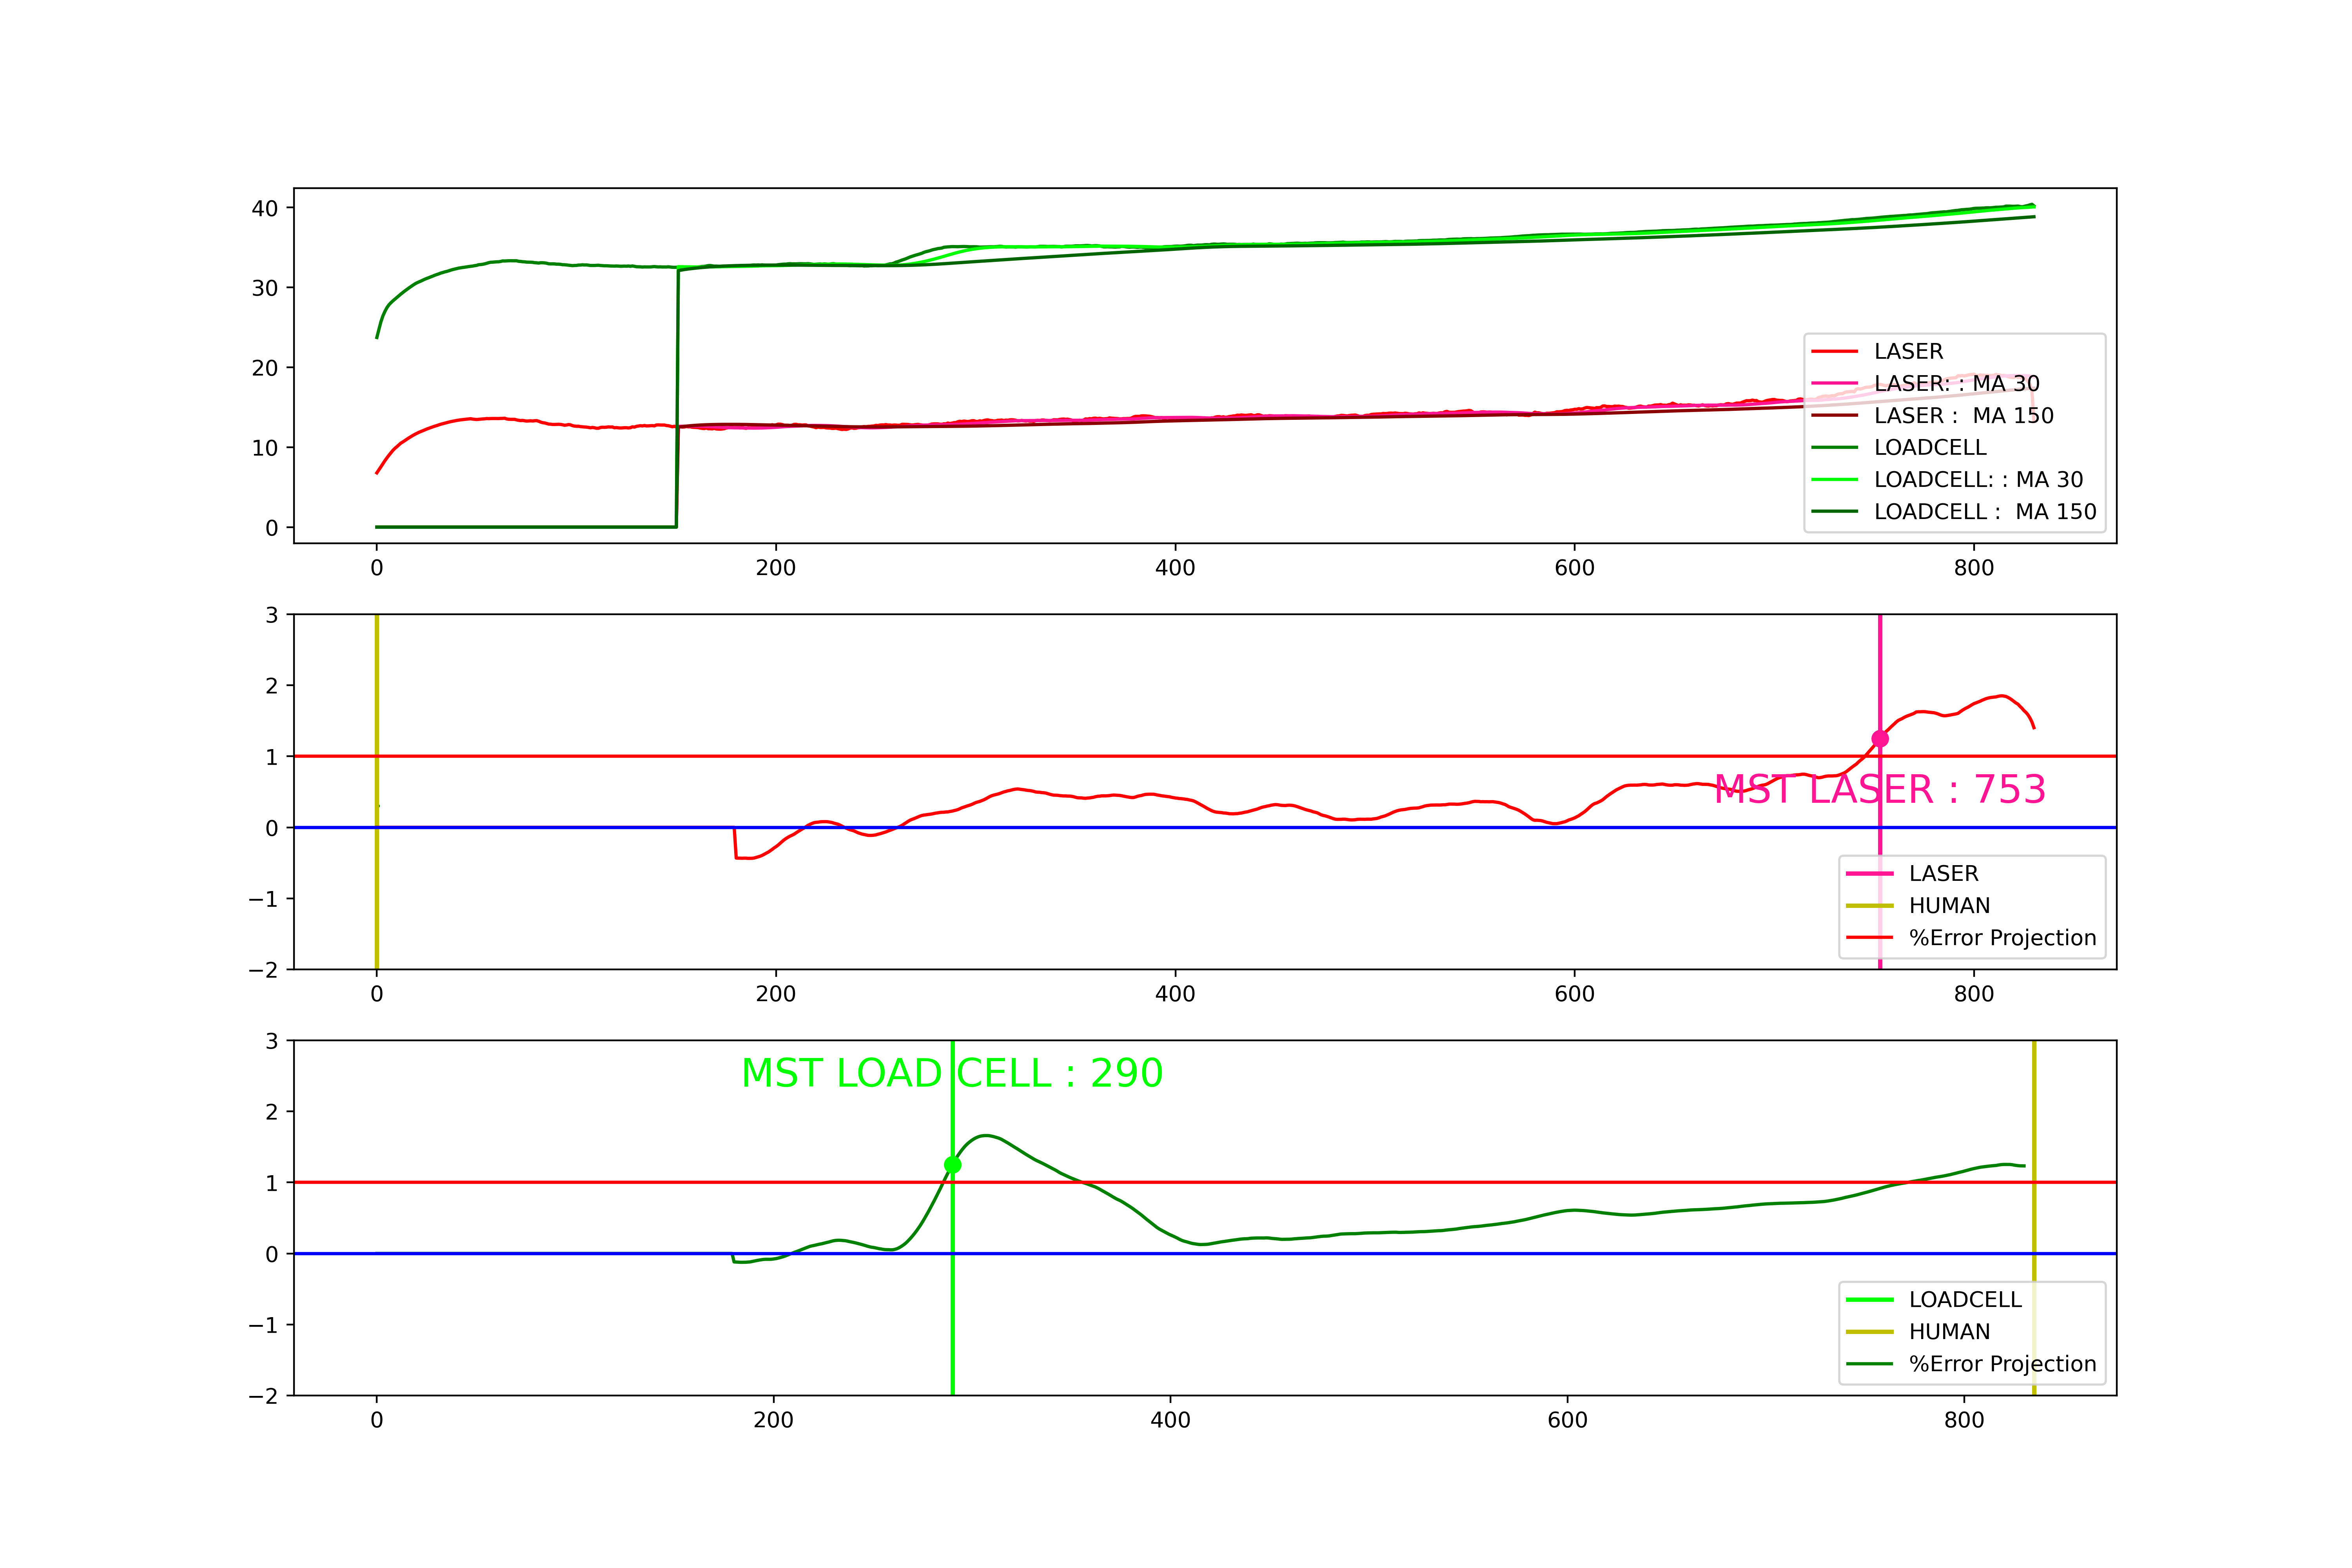 40
30
20
10
0
LASER
LASER: : MA 30
LASER :  MA 150
LOADCELL
LOADCELL: : MA 30
LOADCELL :  MA 150
0 200 400 600 800
3
2
1
0
−1
−2
MST LASER : 753
LASER
HUMAN
%Error Projection
0 200 400 600 800
3
2
1
0
−1
−2
MST LOAD CELL : 290
LOADCELL
HUMAN
%Error Projection
0 200 400 600 800